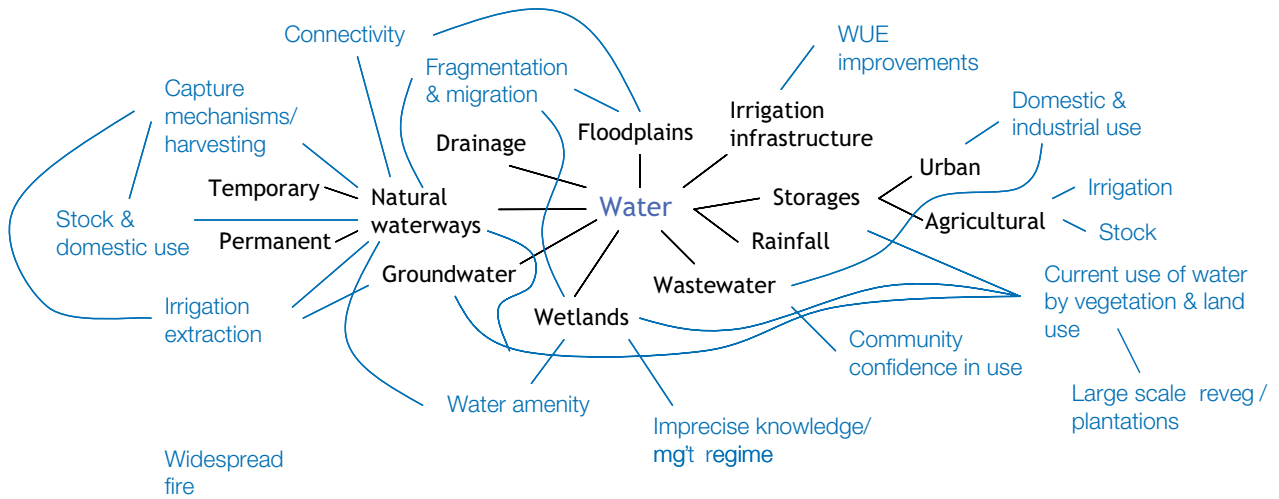 Connectivity
WUE
improvements
Fragmentation
& migration
Capture
mechanisms/
harvesting
Domestic &
industrial use
Irrigation
infrastructure
Floodplains
Drainage
Urban
Temporary
Natural
waterways
Water
Storages
Irrigation
Stock &
domestic use
Permanent
Agricultural
Rainfall
Stock
Groundwater
Wastewater
Current use of water
by vegetation & land
use
Irrigation
extraction
Wetlands
Community
confidence in use
Water amenity
Large scale reveg /
plantations
Imprecise knowledge/
mg't regime
Widespread
fire